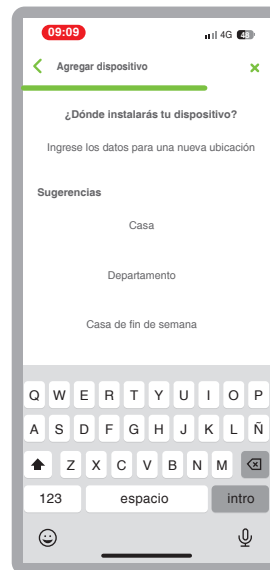 09:09
4G 48
Agregar dispositivo
¿Dónde instalarás tu dispositivo?
Ingrese los datos para una nueva ubicación
Sugerencias
Casa
Departamento
Casa de fin de semana
Q W E R T Y U I O P
A S D F G H J K L Ñ
Z X C V B N M
123 espacio intro